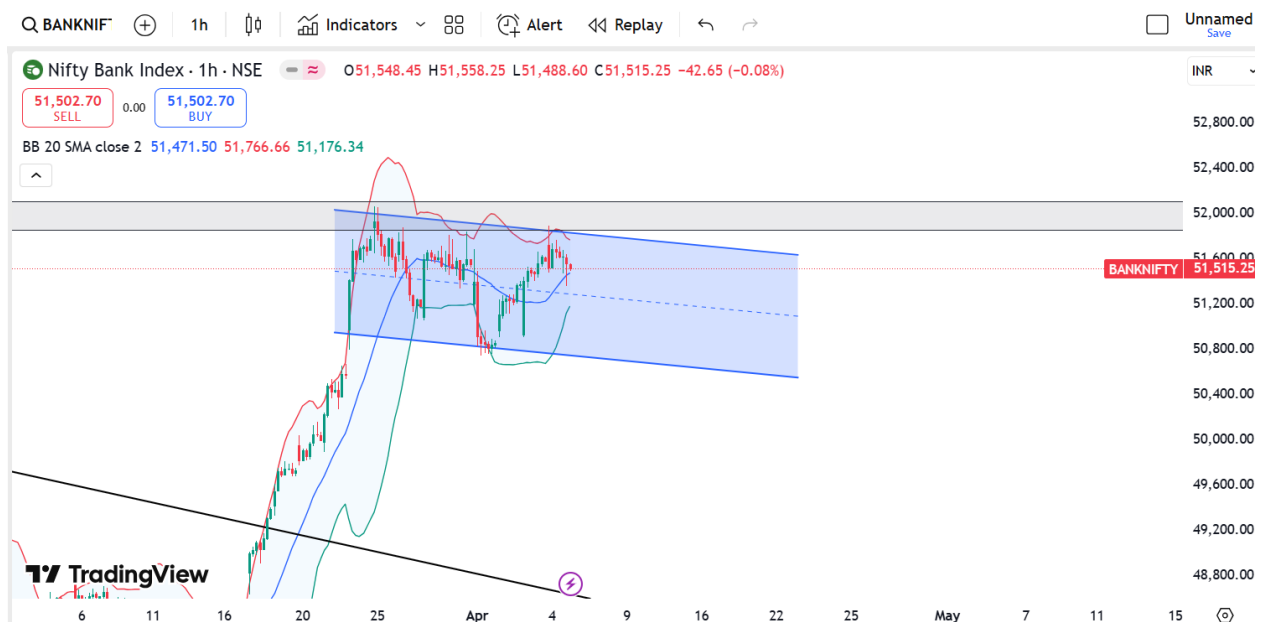 BANKNIF
1h
Indicators
Alert
Replay
Unnamed
Save
Nifty Bank Index · 1h · NSE
O51,548.45 H51,558.25 L51,488.60 C51,515.25 −42.65 (−0.08%)
INR
51,502.70
SELL
0.00
51,502.70
BUY
BB 20 SMA close 2 51,471.50 51,766.66 51,176.34
52,800.00
52,400.00
52,000.00
51,600.00
BANKNIFTY 51,515.25
51,200.00
50,800.00
50,400.00
50,000.00
49,600.00
49,200.00
48,800.00
TradingView
6 11 16 20 25 Apr 4 9 16 22 25 May 7 11 15